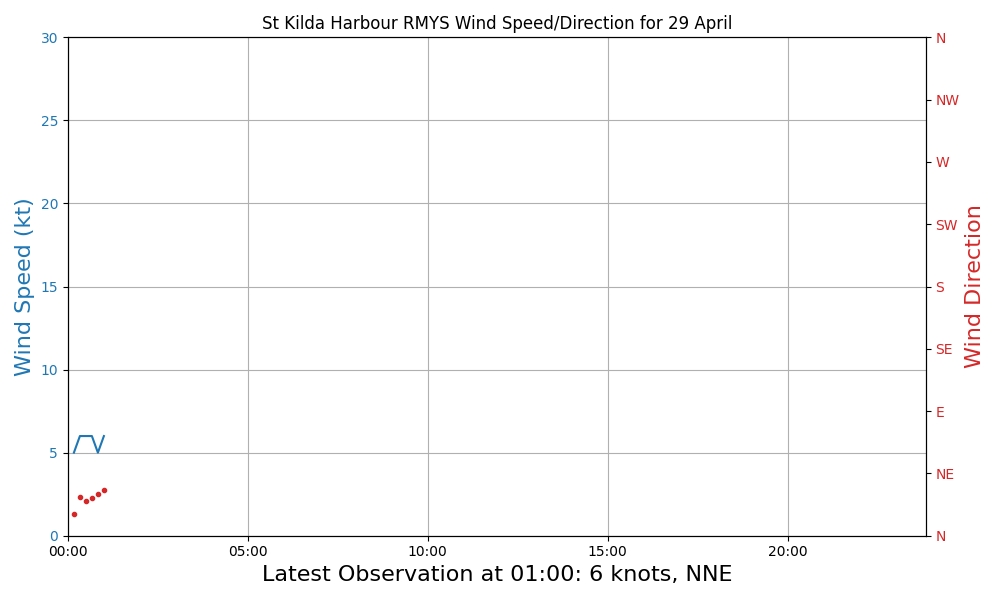 St Kilda Harbour RMYS Wind Speed/Direction for 29 April
30
25
20
15
10
5
0
Wind Speed (kt)
N
NW
W
SW
S
SE
E
NE
N
Wind Direction
00:00
05:00
10:00
15:00
20:00
Latest Observation at 01:00: 6 knots, NNE